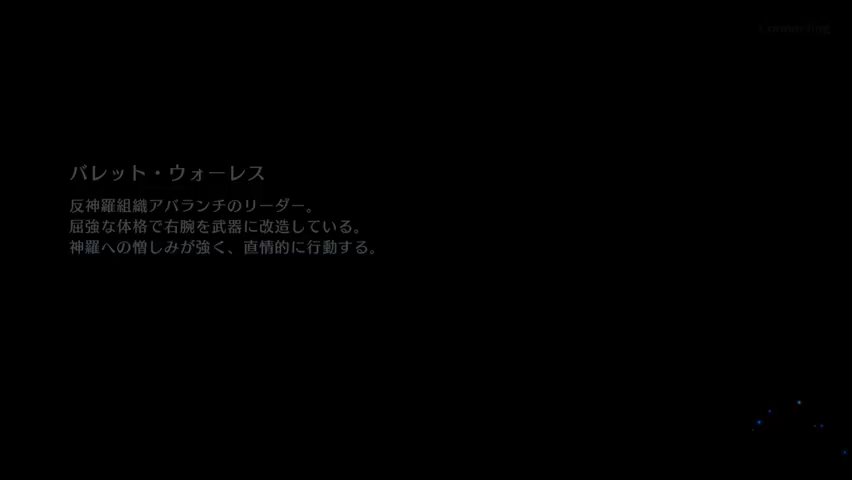 Connecting
バレット・ウォーレス
反神羅組織アバランチのリーダー。
屈強な体格で右腕を武器に改造している。
神羅への憎しみが強く、直情的に行動する。